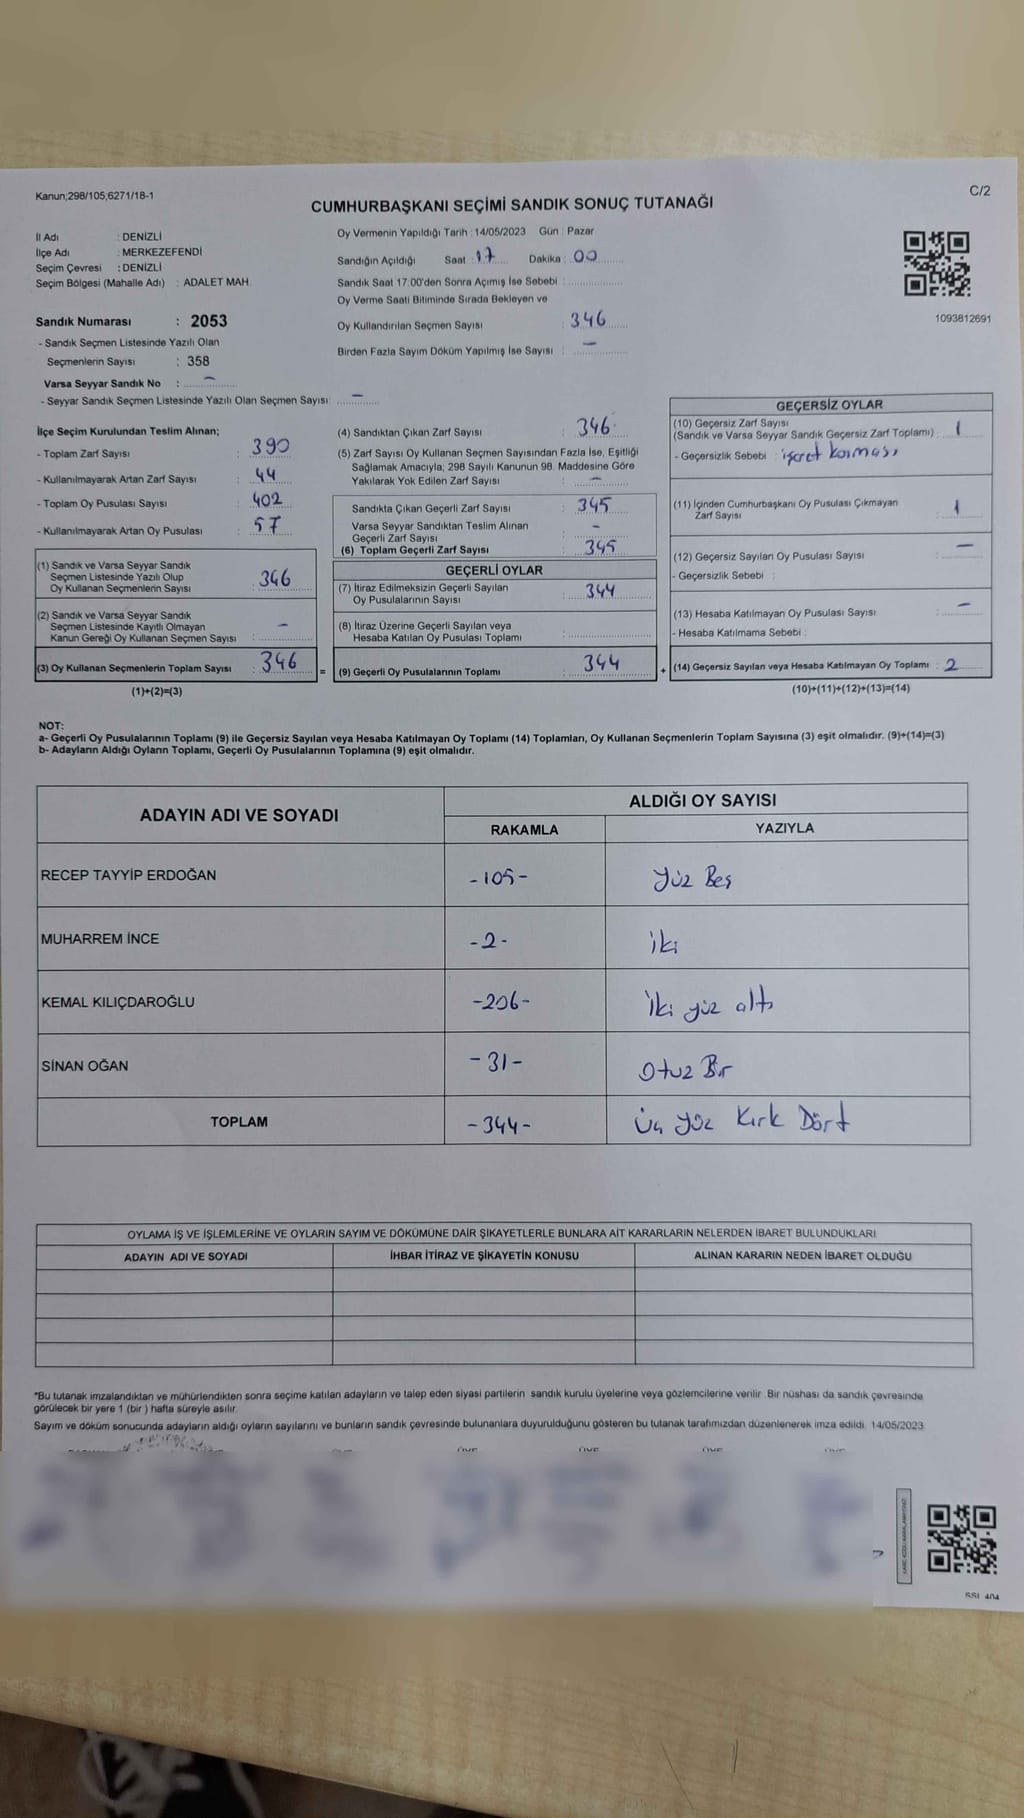 Kanun;298/105;6271/18-1
C/2
CUMHURBAŞKANI SEÇİMİ SANDIK SONUÇ TUTANAĞI
İl Adı : DENİZLİ
İlçe Adı : MERKEZEFENDİ
Seçim Çevresi : DENİZLİ
Seçim Bölgesi (Mahalle Adı) : ADALET MAH.
Sandık Numarası : 2053
- Sandık Seçmen Listesinde Yazılı Olan
Seçmenlerin Sayısı : 358
Varsa Seyyar Sandık No : –
- Seyyar Sandık Seçmen Listesinde Yazılı Olan Seçmen Sayısı : –
Oy Vermenin Yapıldığı Tarih : 14/05/2023 Gün : Pazar
Sandığın Açıldığı Saat : 17 Dakika : 00
Sandık Saat 17:00'den Sonra Açımış İse Sebebi :
Oy Verme Saati Bitiminde Sırada Bekleyen ve
Oy Kullandırılan Seçmen Sayısı : 346
Birden Fazla Sayım Döküm Yapılmış İse Sayısı : –
1093812691
İlçe Seçim Kurulundan Teslim Alınan;
- Toplam Zarf Sayısı : 390
- Kullanılmayarak Artan Zarf Sayısı : 44
- Toplam Oy Pusulası Sayısı : 402
- Kullanılmayarak Artan Oy Pusulası : 57
(1) Sandık ve Varsa Seyyar Sandık
Seçmen Listesinde Yazılı Olup
Oy Kullanan Seçmenlerin Sayısı : 346
(2) Sandık ve Varsa Seyyar Sandık
Seçmen Listesinde Kayıtlı Olmayan
Kanun Gereği Oy Kullanan Seçmen Sayısı : –
(3) Oy Kullanan Seçmenlerin Toplam Sayısı : 346 =
(1)+(2)=(3)
(4) Sandıktan Çıkan Zarf Sayısı : 346
(5) Zarf Sayısı Oy Kullanan Seçmen Sayısından Fazla İse, Eşitliği
Sağlamak Amacıyla; 298 Sayılı Kanunun 98. Maddesine Göre
Yakılarak Yok Edilen Zarf Sayısı : –
Sandıkta Çıkan Geçerli Zarf Sayısı : 345
Varsa Seyyar Sandıktan Teslim Alınan
Geçerli Zarf Sayısı : –
(6) Toplam Geçerli Zarf Sayısı : 345
GEÇERLİ OYLAR
(7) İtiraz Edilmeksizin Geçerli Sayılan
Oy Pusulalarının Sayısı : 344
(8) İtiraz Üzerine Geçerli Sayılan veya
Hesaba Katılan Oy Pusulası Toplamı :
(9) Geçerli Oy Pusulalarının Toplamı : 344 +
GEÇERSİZ OYLAR
(10) Geçersiz Zarf Sayısı
(Sandık ve Varsa Seyyar Sandık Geçersiz Zarf Toplamı) : 1
- Geçersizlik Sebebi : işaret konması
(11) İçinden Cumhurbaşkanı Oy Pusulası Çıkmayan
Zarf Sayısı : 1
(12) Geçersiz Sayılan Oy Pusulası Sayısı : –
- Geçersizlik Sebebi :
(13) Hesaba Katılmayan Oy Pusulası Sayısı : –
- Hesaba Katılmama Sebebi :
(14) Geçersiz Sayılan veya Hesaba Katılmayan Oy Toplamı : 2
(10)+(11)+(12)+(13)=(14)
NOT:
a- Geçerli Oy Pusulalarının Toplamı (9) ile Geçersiz Sayılan veya Hesaba Katılmayan Oy Toplamı (14) Toplamları, Oy Kullanan Seçmenlerin Toplam Sayısına (3) eşit olmalıdır. (9)+(14)=(3)
b- Adayların Aldığı Oyların Toplamı, Geçerli Oy Pusulalarının Toplamına (9) eşit olmalıdır.
ADAYIN ADI VE SOYADI
ALDIĞI OY SAYISI
RAKAMLA YAZIYLA
RECEP TAYYİP ERDOĞAN -105- Yüz Beş
MUHARREM İNCE -2- iki
KEMAL KILIÇDAROĞLU -206- iki yüz altı
SİNAN OĞAN -31- Otuz Bir
TOPLAM -344- Üç yüz Kırk Dört
OYLAMA İŞ VE İŞLEMLERİNE VE OYLARIN SAYIM VE DÖKÜMÜNE DAİR ŞİKAYETLERLE BUNLARA AİT KARARLARIN NELERDEN İBARET BULUNDUKLARI
ADAYIN ADI VE SOYADI İHBAR İTİRAZ VE ŞİKAYETİN KONUSU ALINAN KARARIN NEDEN İBARET OLDUĞU
*Bu tutanak imzalandıktan ve mühürlendikten sonra seçime katılan adayların ve talep eden siyasi partilerin sandık kurulu üyelerine veya gözlemcilerine verilir. Bir nüshası da sandık çevresinde
görülecek bir yere 1 (bir ) hafta süreyle asılır.
Sayım ve döküm sonucunda adayların aldığı oyların sayılarını ve bunların sandık çevresinde bulunanlara duyurulduğunu gösteren bu tutanak tarafımızdan düzenlenerek imza edildi. 14/05/2023